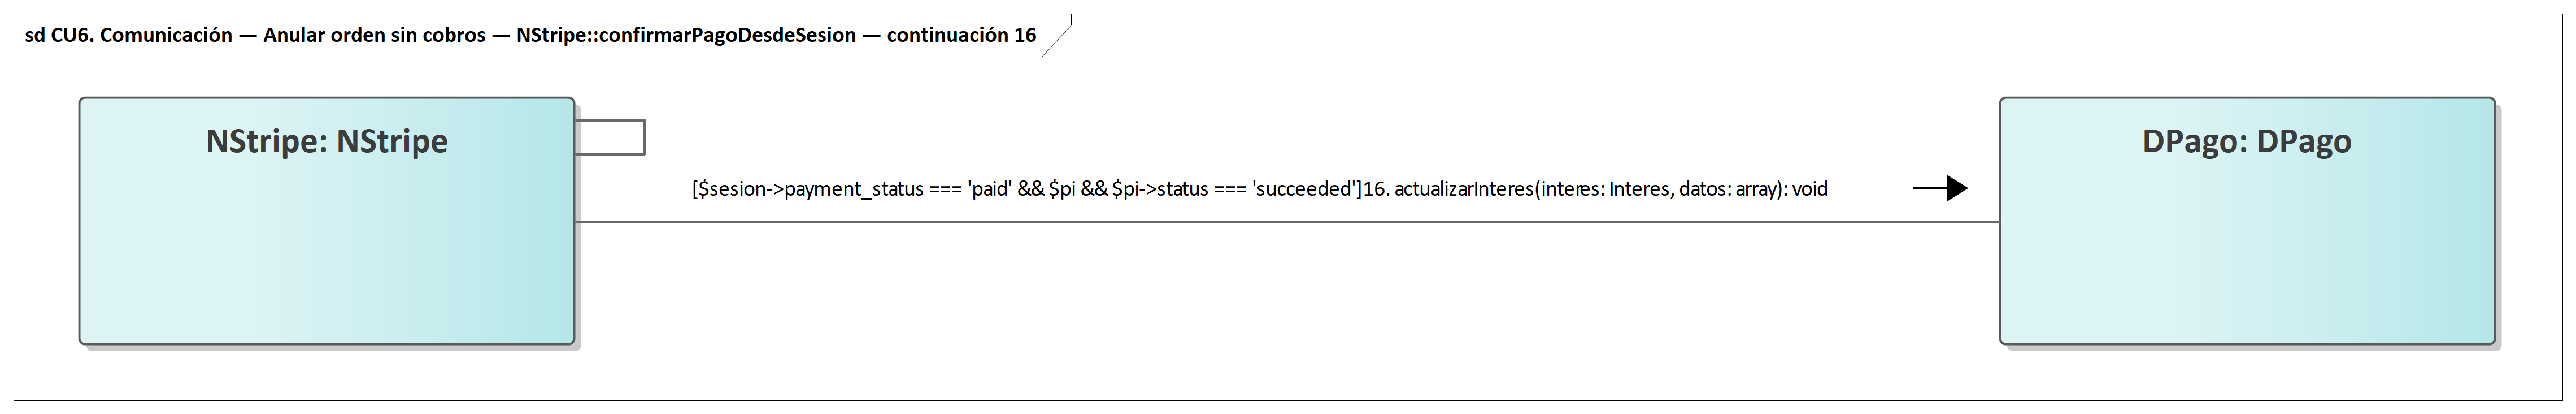 sd CU6. Comunicación — Anular orden sin cobros — NStripe::confirmarPagoDesdeSesion — continuación 16
NStripe: NStripe
DPago: DPago
[$sesion->payment_status === 'paid' && $pi && $pi->status === 'succeeded']16. actualizarInteres(interes: Interes, datos: array): void